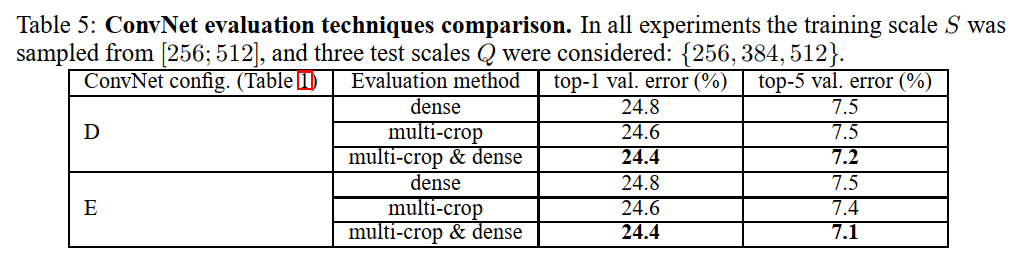 Table 5: ConvNet evaluation techniques comparison. In all experiments the training scale S was
sampled from [256; 512], and three test scales Q were considered: {256, 384, 512}.
ConvNet config. (Table 1) Evaluation method top-1 val. error (%) top-5 val. error (%)
D
dense 24.8 7.5
multi-crop 24.6 7.5
multi-crop & dense 24.4 7.2
E
dense 24.8 7.5
multi-crop 24.6 7.4
multi-crop & dense 24.4 7.1